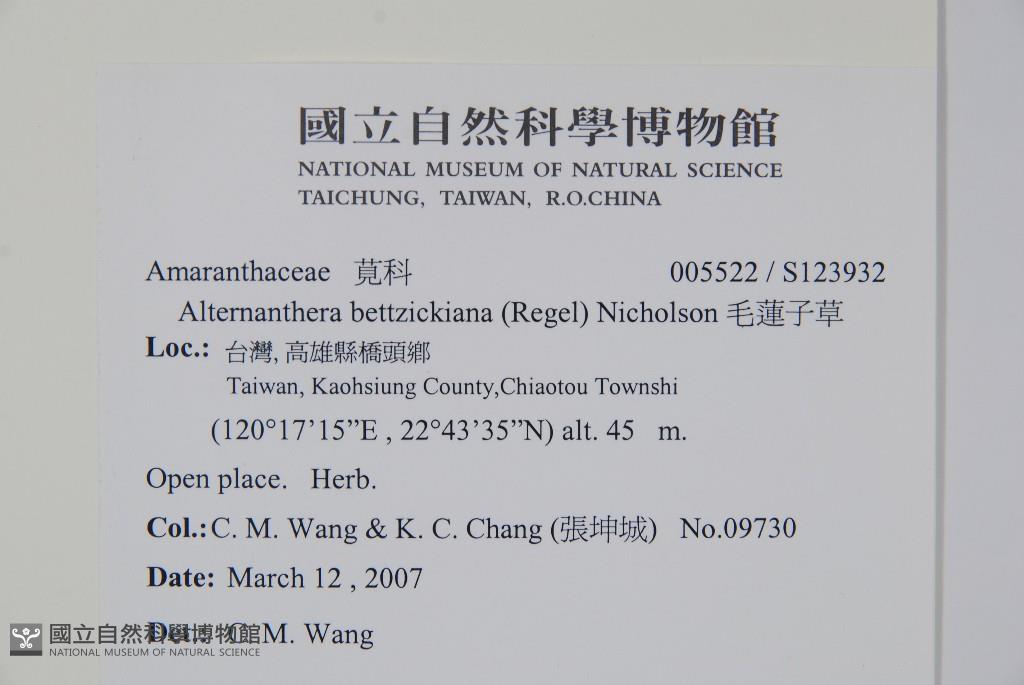 國立自然科學博物館
NATIONAL MUSEUM OF NATURAL SCIENCE
TAICHUNG, TAIWAN, R.O.CHINA
Amaranthaceae 莧科 005522 / S123932
Alternanthera bettzickiana (Regel) Nicholson 毛蓮子草
Loc.: 台灣, 高雄縣橋頭鄉
Taiwan, Kaohsiung County,Chiaotou Townshi
(120°17’15”E , 22°43’35”N) alt. 45 m.
Open place. Herb.
Col.: C. M. Wang & K. C. Chang (張坤城) No.09730
Date: March 12 , 2007
Det.: C. M. Wang
國立自然科學博物館
NATIONAL MUSEUM OF NATURAL SCIENCE